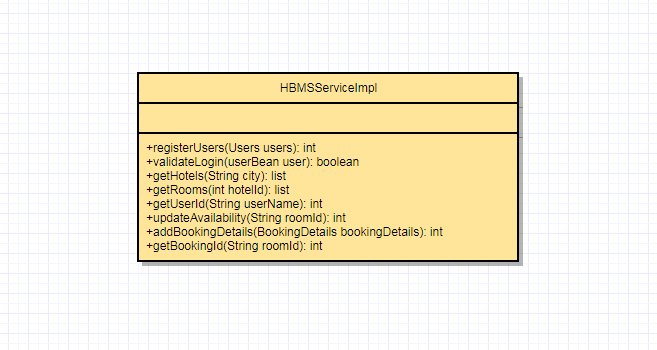 HBMSServiceImpl
+registerUsers(Users users): int
+validateLogin(userBean user): boolean
+getHotels(String city): list
+getRooms(int hotelId): list
+getUserId(String userName): int
+updateAvailability(String roomId): int
+addBookingDetails(BookingDetails bookingDetails): int
+getBookingId(String roomId): int